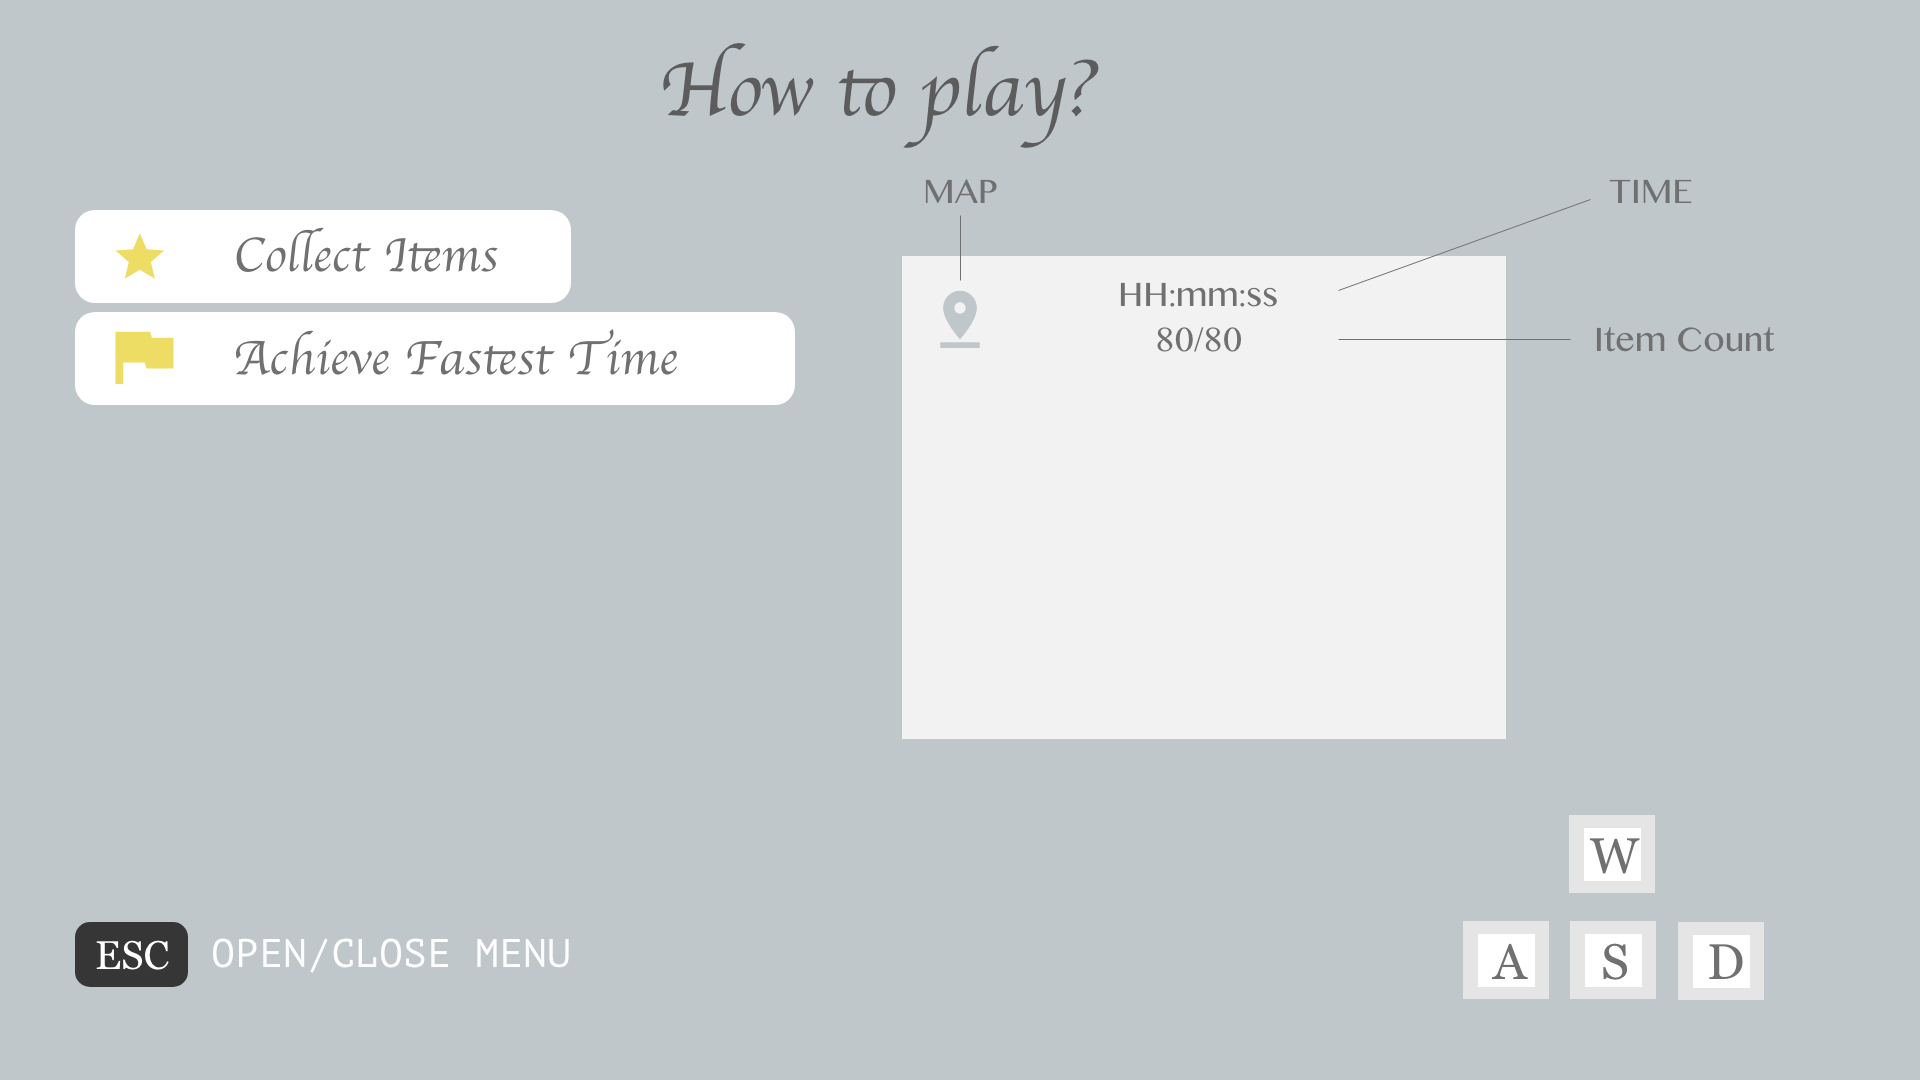 How to play?
Collect Items
Achieve Fastest Time
MAP
TIME
HH:mm:ss
80/80
Item Count
W
A S D
ESC OPEN/CLOSE MENU